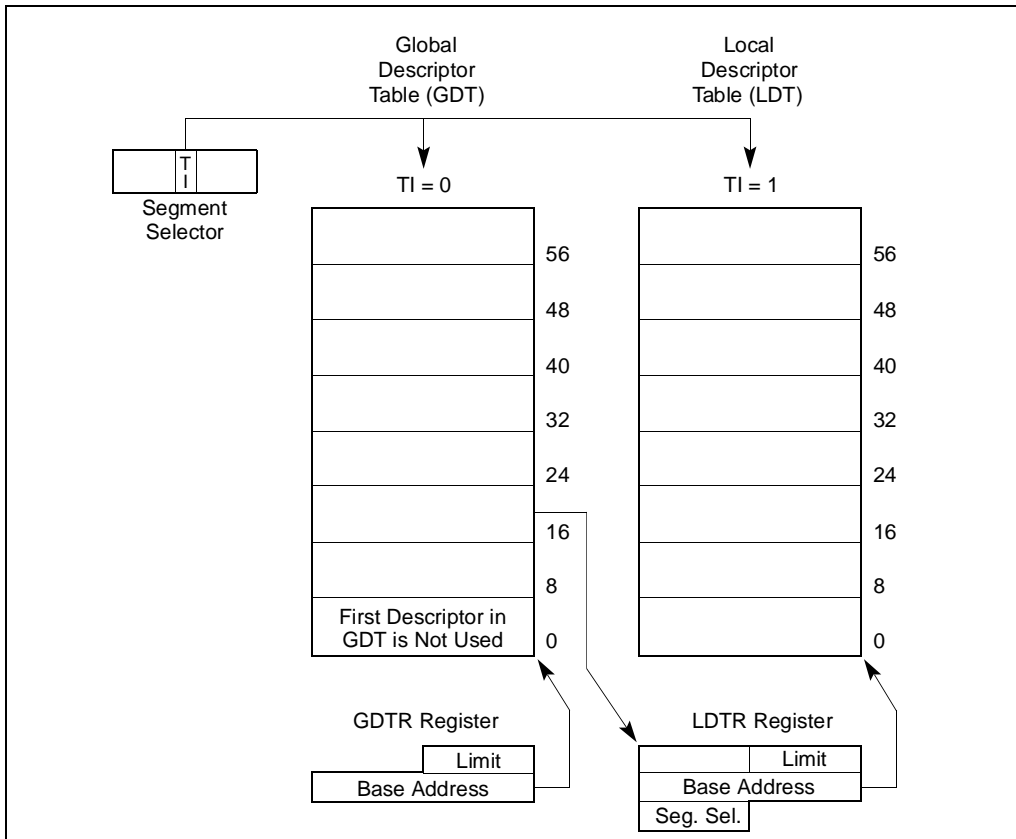 Global
Descriptor
Table (GDT)
Local
Descriptor
Table (LDT)
T
I
Segment
Selector
TI = 0
TI = 1
56
48
40
32
24
16
8
0
First Descriptor in
GDT is Not Used
56
48
40
32
24
16
8
0
GDTR Register
Limit
Base Address
LDTR Register
Limit
Base Address
Seg. Sel.